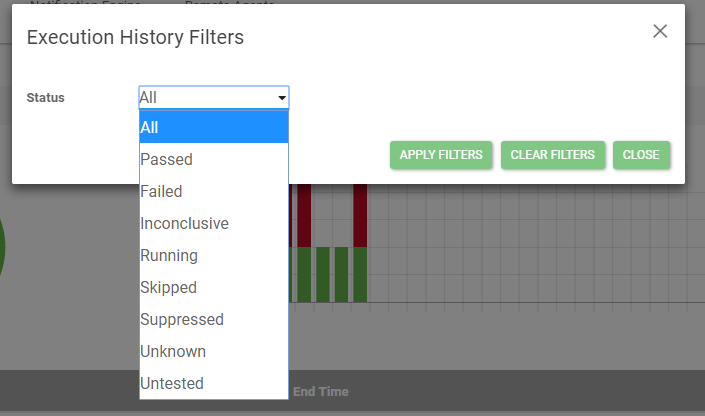 Notification Engine Remote Agents
Execution History Filters
Status
All
All
Passed
Failed
Inconclusive
Running
Skipped
Suppressed
Unknown
Untested
APPLY FILTERS CLEAR FILTERS CLOSE
End Time